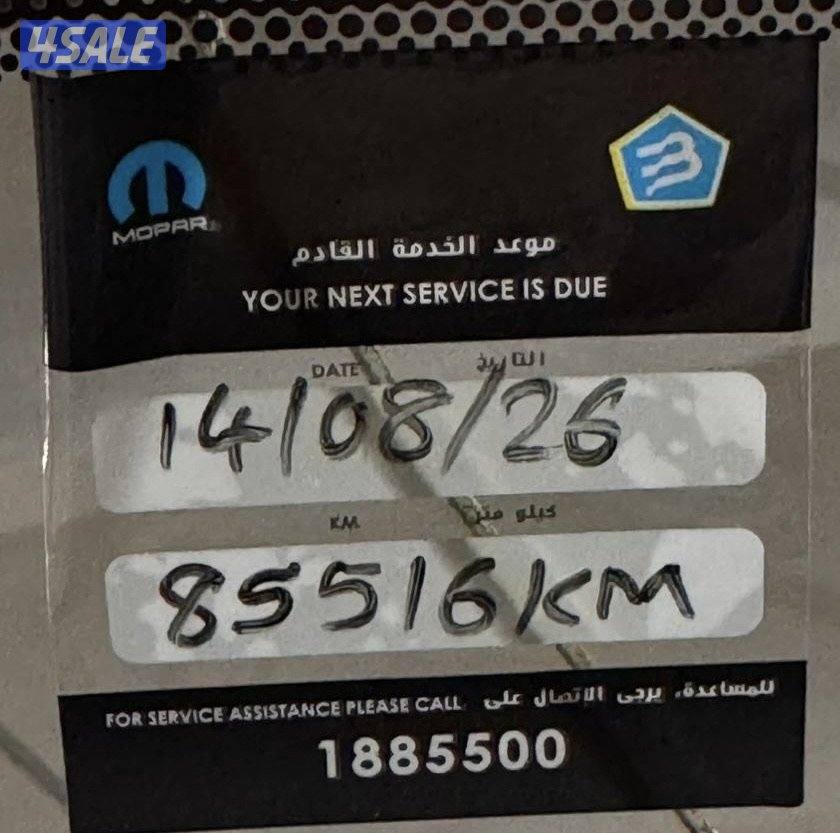 4SALE
MOPAR
موعد الخدمة القادم
YOUR NEXT SERVICE IS DUE
DATE التاريخ
14/08/26
KM كيلو متر
85516KM
FOR SERVICE ASSISTANCE PLEASE CALL للمساعدة، يرجى الاتصال على
1885500